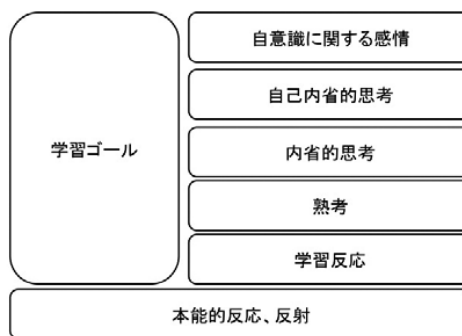 自意識に関する感情
自己内省的思考
学習ゴール
内省的思考
熟考
学習反応
本能的反応、反射